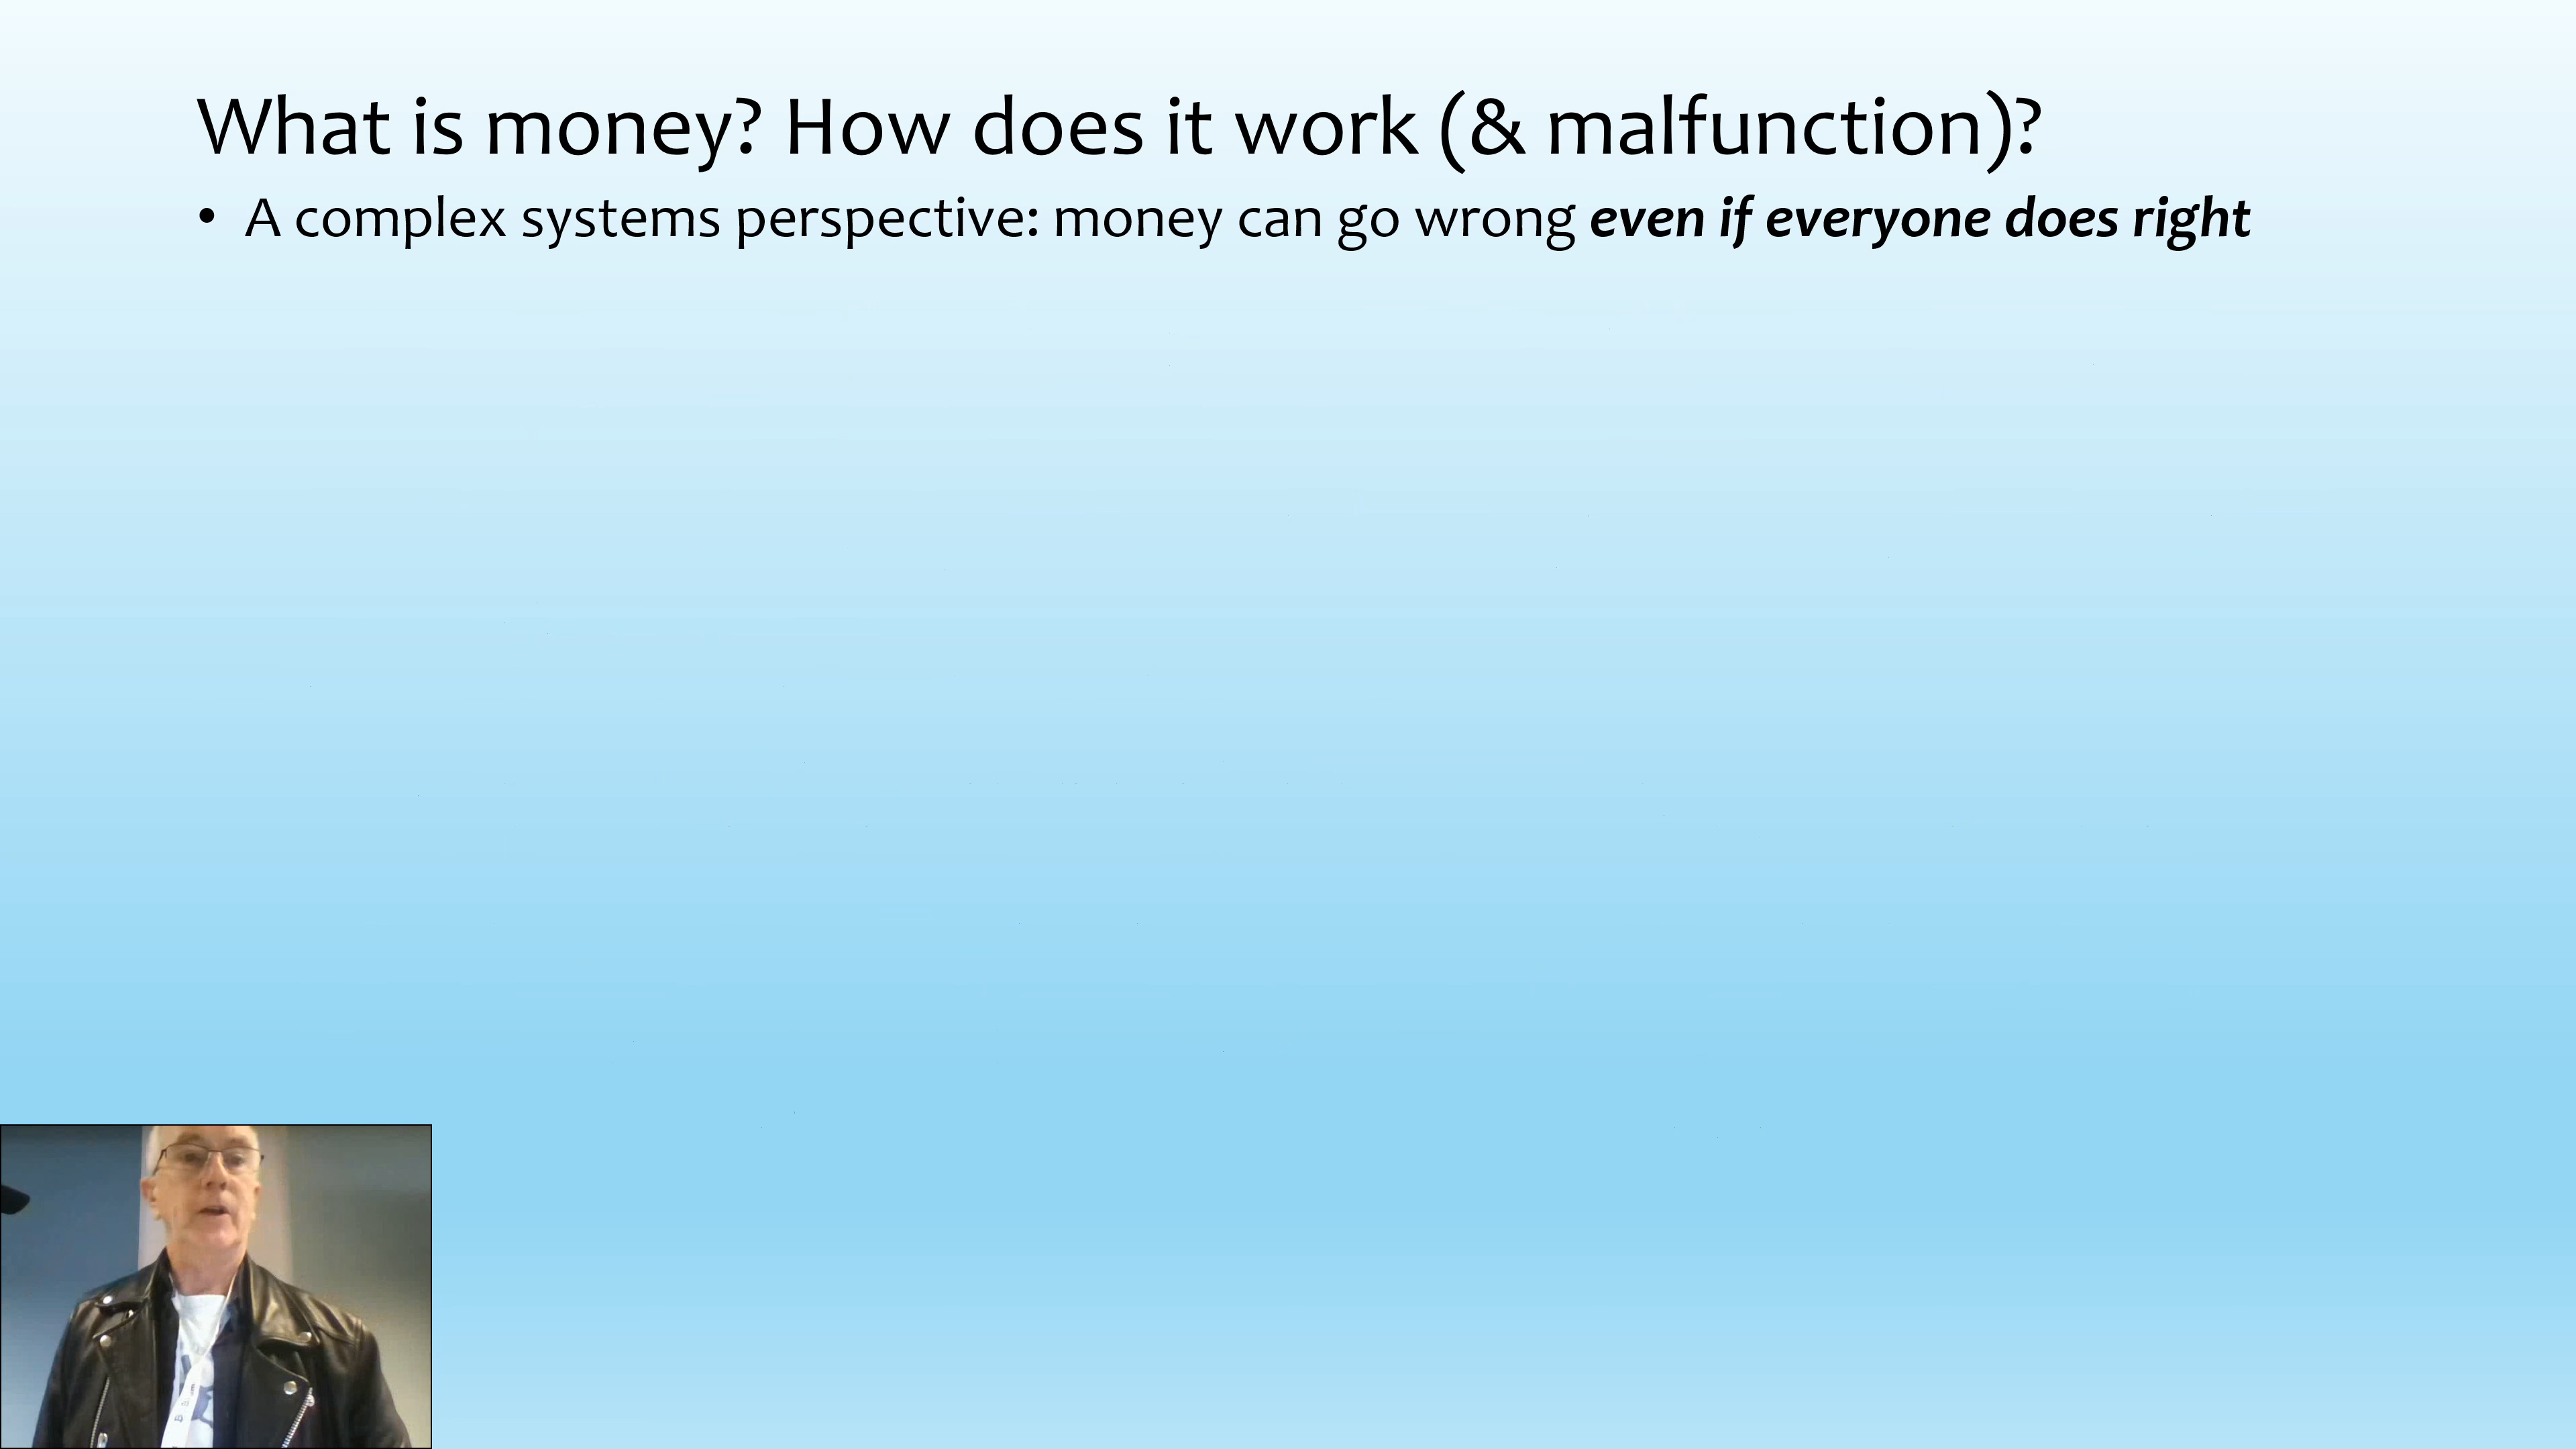 What is money? How does it work (& malfunction)?
• A complex systems perspective: money can go wrong even if everyone does right